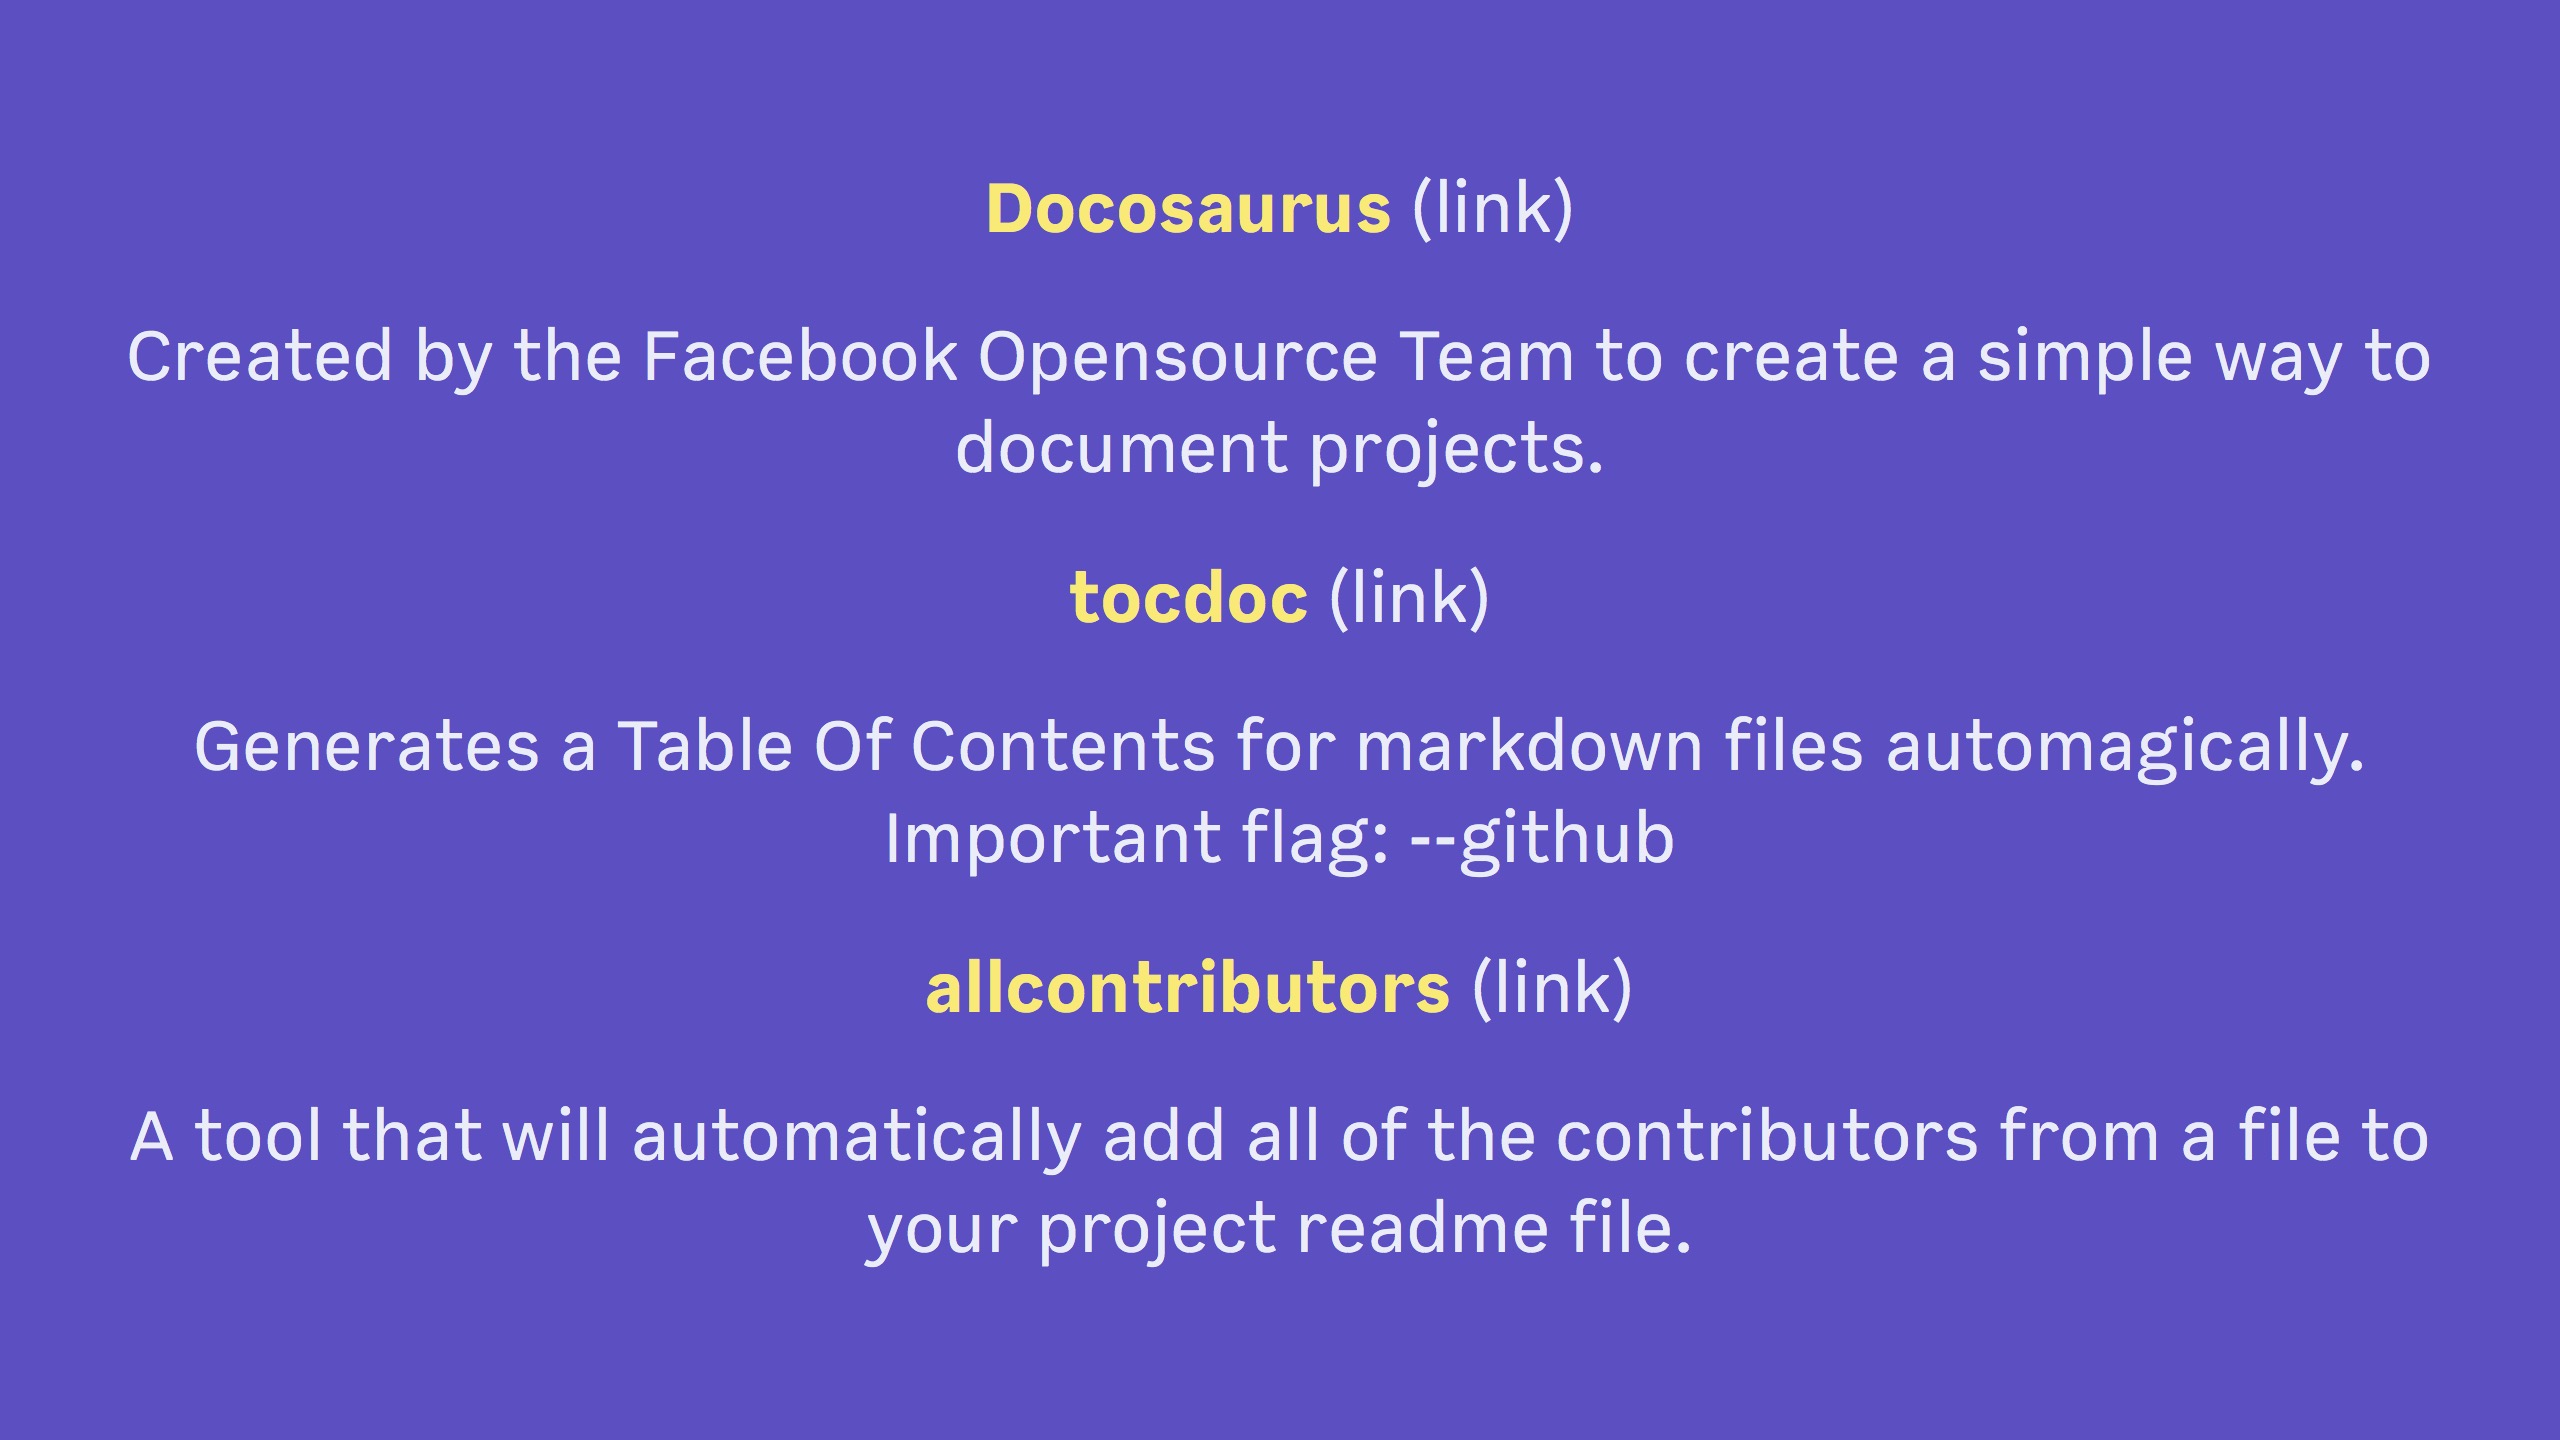 Docosaurus (link)
Created by the Facebook Opensource Team to create a simple way to
document projects.
tocdoc (link)
Generates a Table Of Contents for markdown files automagically.
Important flag: --github
allcontributors (link)
A tool that will automatically add all of the contributors from a file to
your project readme file.